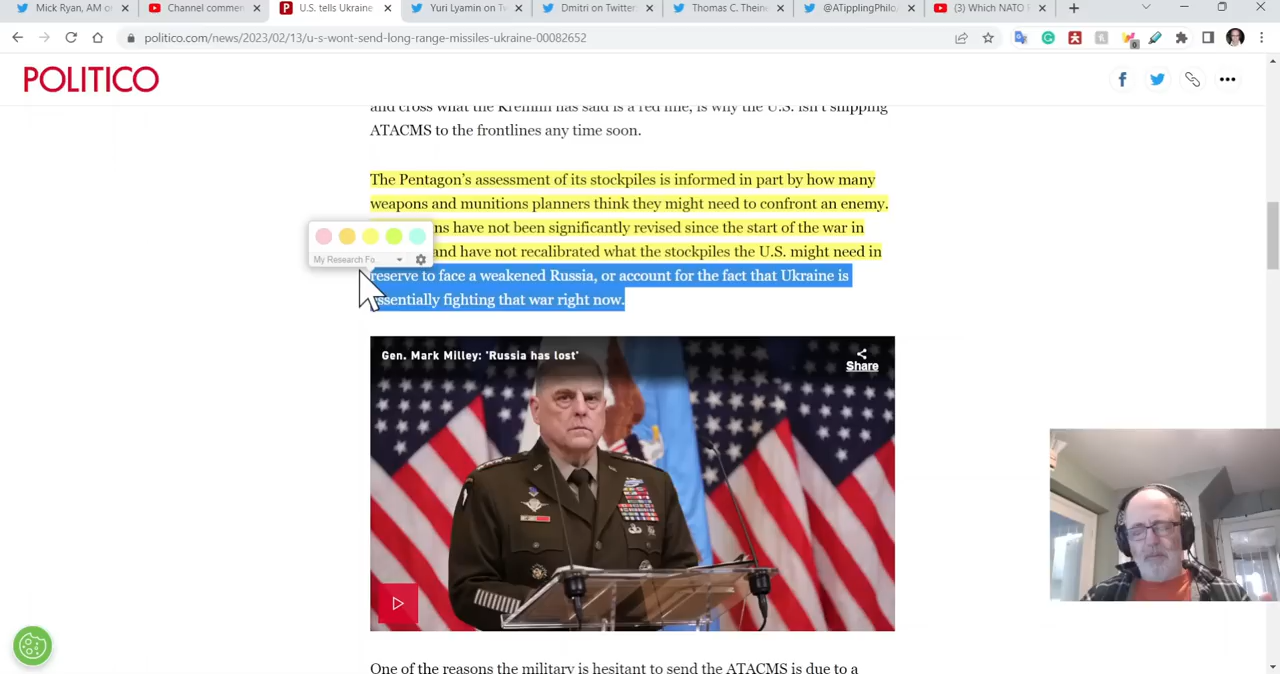 Mick Ryan, AM o
Channel commen
U.S. tells Ukraine
Yuri Lyamin on Tw
Dmitri on Twitter
Thomas C. Thein
@ATipplingPhilo
(3) Which NATO F
politico.com/news/2023/02/13/u-s-wont-send-long-range-missiles-ukraine-00082652
POLITICO
and cross what the Kremlin has said is a red line, is why the U.S. isn't shipping
ATACMS to the frontlines any time soon.
The Pentagon's assessment of its stockpiles is informed in part by how many
weapons and munitions planners think they might need to confront an enemy.
ns have not been significantly revised since the start of the war in
and have not recalibrated what the stockpiles the U.S. might need in
My Research Fo...
reserve to face a weakened Russia, or account for the fact that Ukraine is
essentially fighting that war right now.
Gen. Mark Milley: 'Russia has lost'
Share
One of the reasons the military is hesitant to send the ATACMS is due to a